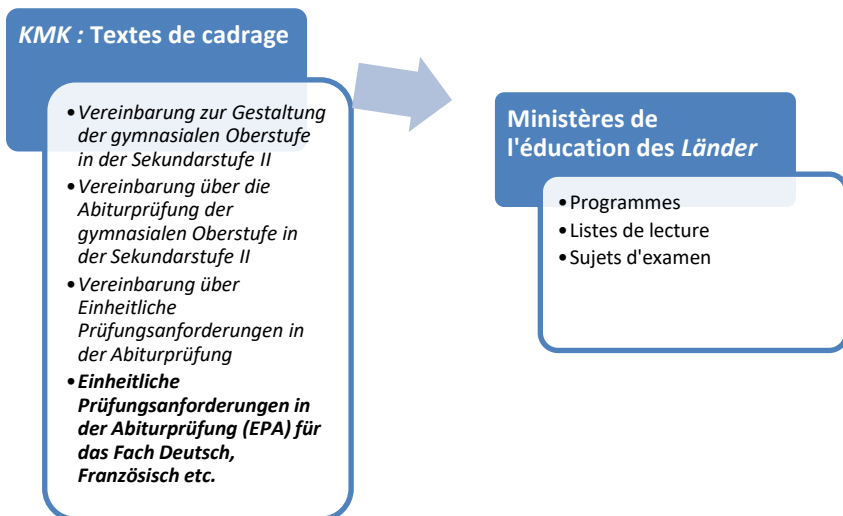 KMK : Textes de cadrage
•Vereinbarung zur Gestaltung
der gymnasialen Oberstufe
in der Sekundarstufe II
•Vereinbarung über die
Abiturprüfung der
gymnasialen Oberstufe in
der Sekundarstufe II
•Vereinbarung über
Einheitliche
Prüfungsanforderungen in
der Abiturprüfung
•Einheitliche
Prüfungsanforderungen in
der Abiturprüfung (EPA) für
das Fach Deutsch,
Französisch etc.
Ministères de
l'éducation des Länder
•Programmes
•Listes de lecture
•Sujets d'examen